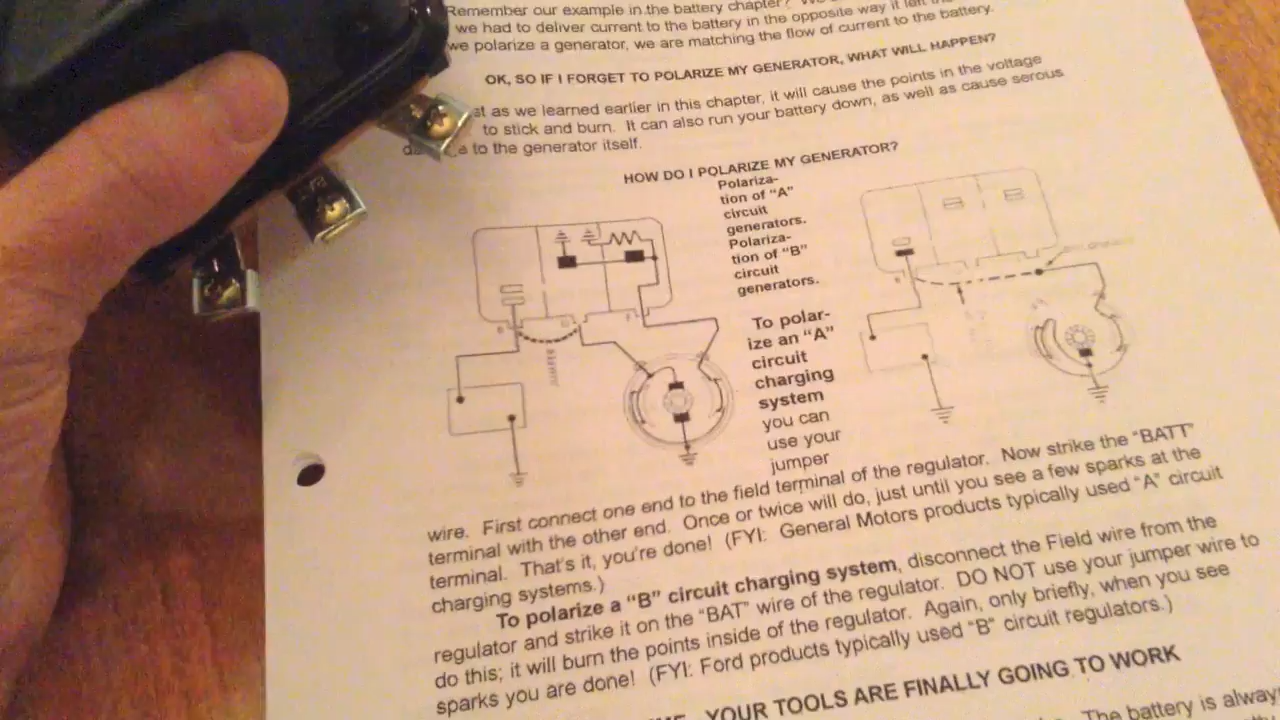 Remember our example in the battery chapter?
we had to deliver current to the battery in the opposite way it left
we polarize a generator, we are matching the flow of current to the battery.
OK, SO IF I FORGET TO POLARIZE MY GENERATOR, WHAT WILL HAPPEN?
as we learned earlier in this chapter, it will cause the points in the voltage
to stick and burn. It can also run your battery down, as well as cause serous
to the generator itself.
HOW DO I POLARIZE MY GENERATOR?
Polariza-
tion of "A"
circuit
generators.
Polariza-
tion of "B"
circuit
generators.
To polar-
ize an "A"
circuit
charging
system
you can
use your
jumper
wire. First connect one end to the field terminal of the regulator. Now strike the "BATT"
terminal with the other end. Once or twice will do, just until you see a few sparks at the
terminal. That's it, you're done! (FYI: General Motors products typically used "A" circuit
charging systems.)
To polarize a "B" circuit charging system, disconnect the Field wire from the
regulator and strike it on the "BAT" wire of the regulator. DO NOT use your jumper wire to
do this; it will burn the points inside of the regulator. Again, only briefly, when you see
sparks you are done! (FYI: Ford products typically used "B" circuit regulators.)
YOUR TOOLS ARE FINALLY GOING TO WORK
The battery is always